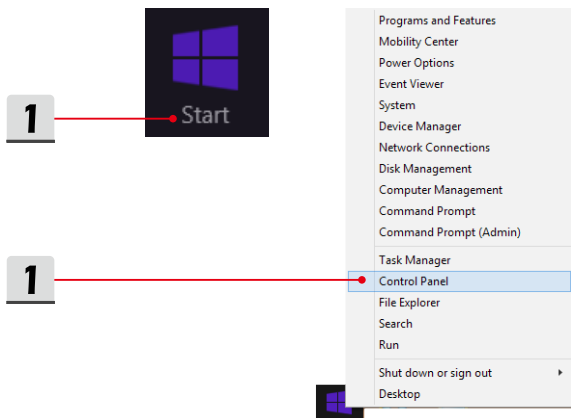 1
Start
Programs and Features
Mobility Center
Power Options
Event Viewer
System
Device Manager
Network Connections
Disk Management
Computer Management
Command Prompt
Command Prompt (Admin)
1
Task Manager
Control Panel
File Explorer
Search
Run
Shut down or sign out
Desktop